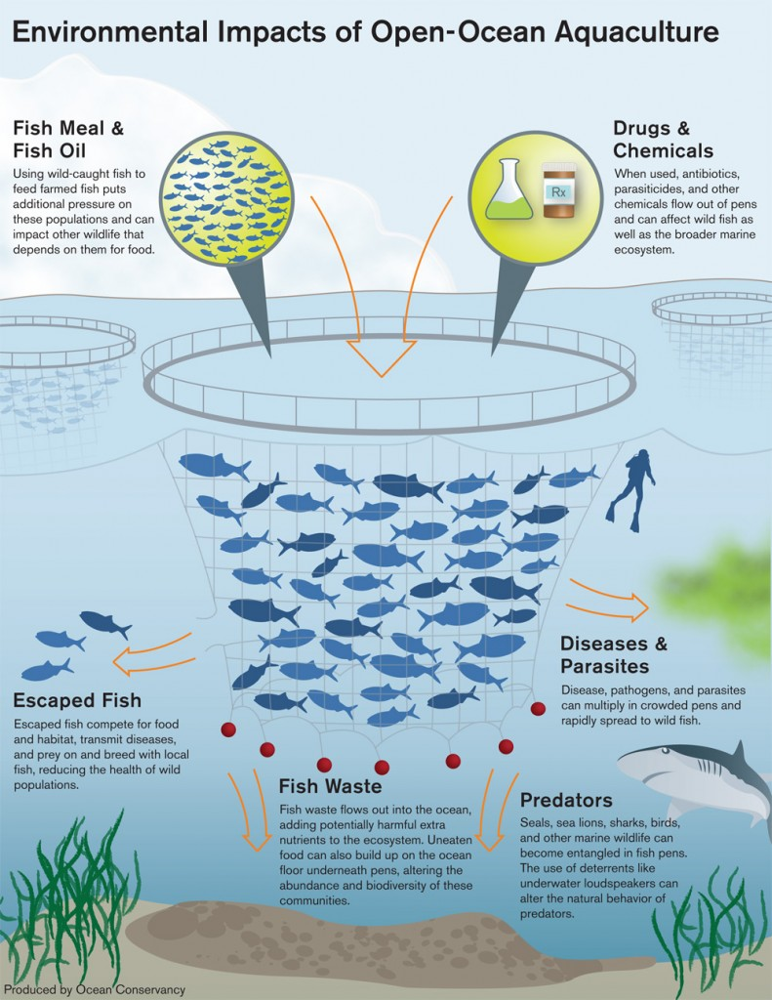 Environmental Impacts of Open-Ocean Aquaculture
Fish Meal &
Fish Oil
Using wild-caught fish to
feed farmed fish puts
additional pressure on
these populations and can
impact other wildlife that
depends on them for food.
Rx
Drugs &
Chemicals
When used, antibiotics,
parasiticides, and other
chemicals flow out of pens
and can affect wild fish as
well as the broader marine
ecosystem.
Diseases &
Parasites
Disease, pathogens, and parasites
can multiply in crowded pens and
rapidly spread to wild fish.
Escaped Fish
Escaped fish compete for food
and habitat, transmit diseases,
and prey on and breed with local
fish, reducing the health of wild
populations.
Fish Waste
Fish waste flows out into the ocean,
adding potentially harmful extra
nutrients to the ecosystem. Uneaten
food can also build up on the ocean
floor underneath pens, altering the
abundance and biodiversity of these
communities.
Predators
Seals, sea lions, sharks, birds,
and other marine wildlife can
become entangled in fish pens.
The use of deterrents like
underwater loudspeakers can
alter the natural behavior of
predators.
Produced by Ocean Conservancy